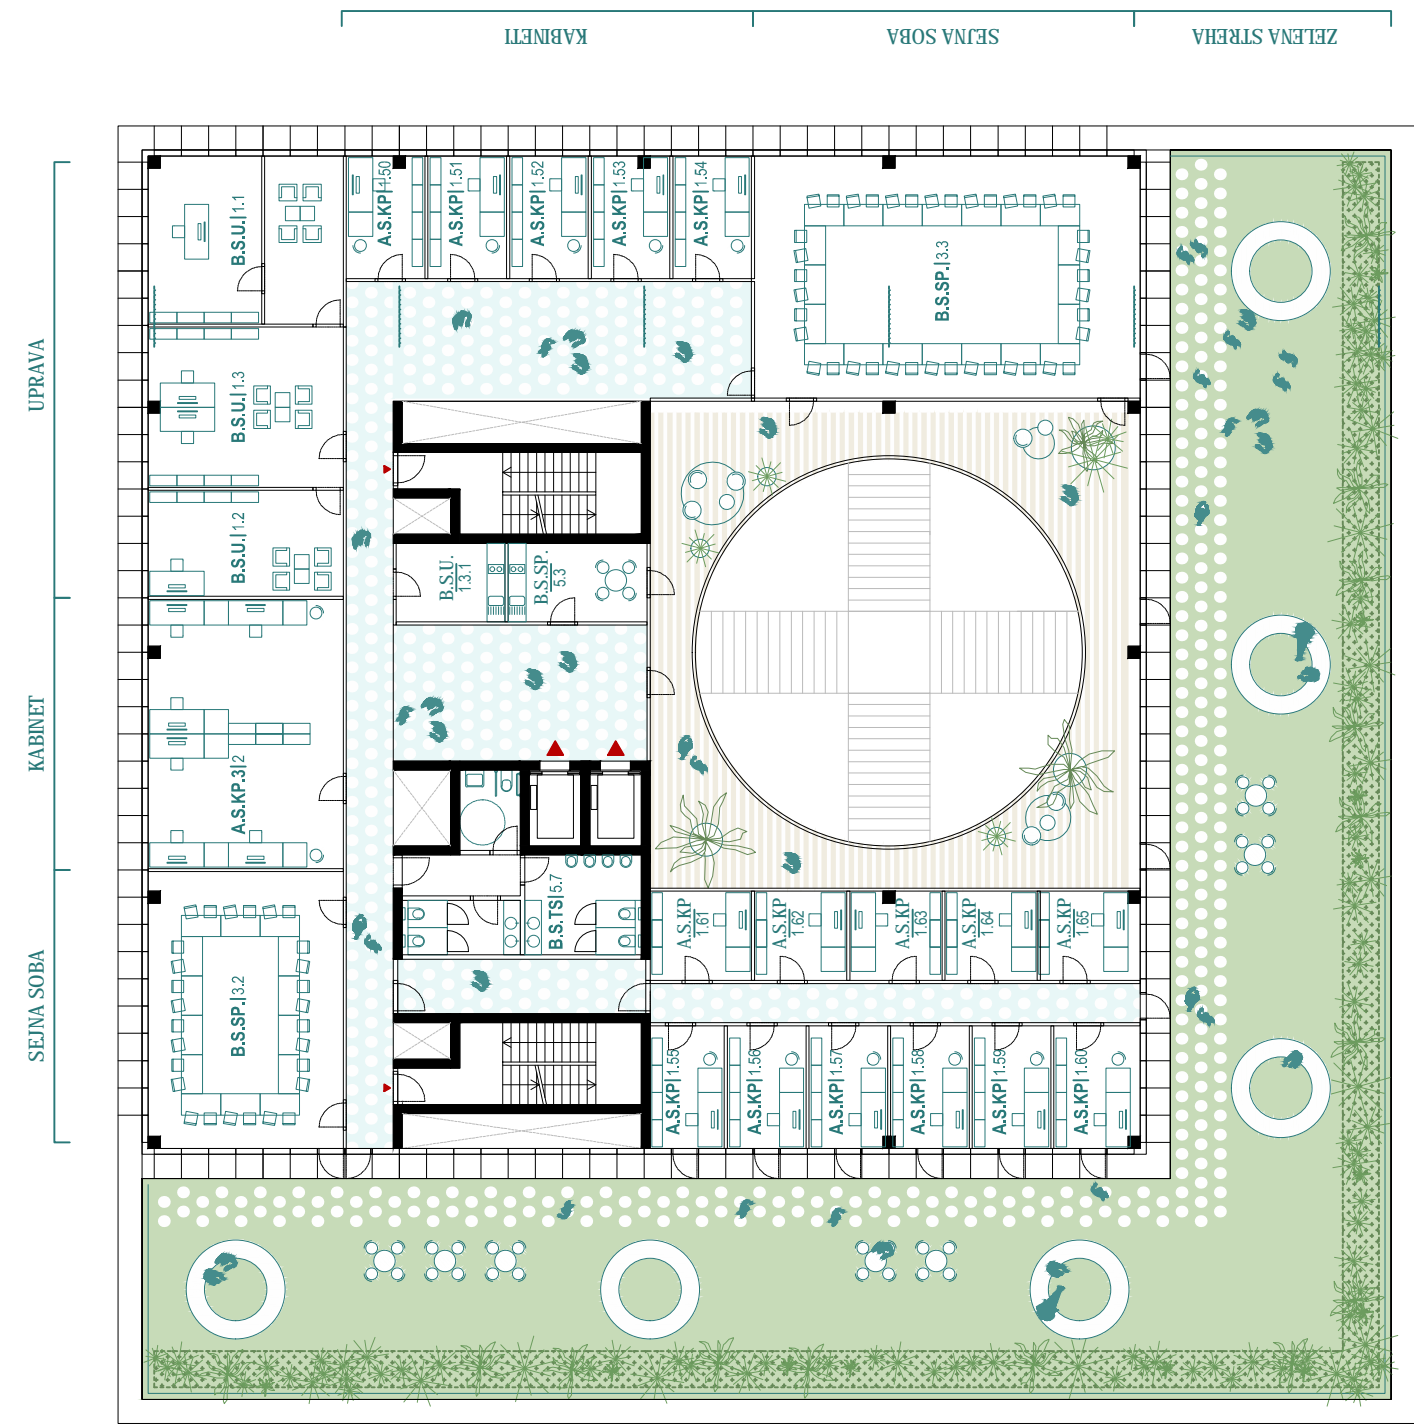 KABINETI
SEJNA SOBA
ZELENA STREHA
UPRAVA
KABINET
SEJNA SOBA
B.S.U.|1.1
A.S.KP|1.50
A.S.KP|1.51
A.S.KP|1.52
A.S.KP|1.53
A.S.KP|1.54
B.S.SP.|3.3
B.S.U.|1.3
B.S.U.|1.2
B.S.U.
1.3.1
B.S.SP.
5.3
A.S.KP.3|2
B.S.TS|5.7
A.S.KP
1.61
A.S.KP
1.62
A.S.KP
1.63
A.S.KP
1.64
A.S.KP
1.65
B.S.SP.|3.2
A.S.KP|1.55
A.S.KP|1.56
A.S.KP|1.57
A.S.KP|1.58
A.S.KP|1.59
A.S.KP|1.60